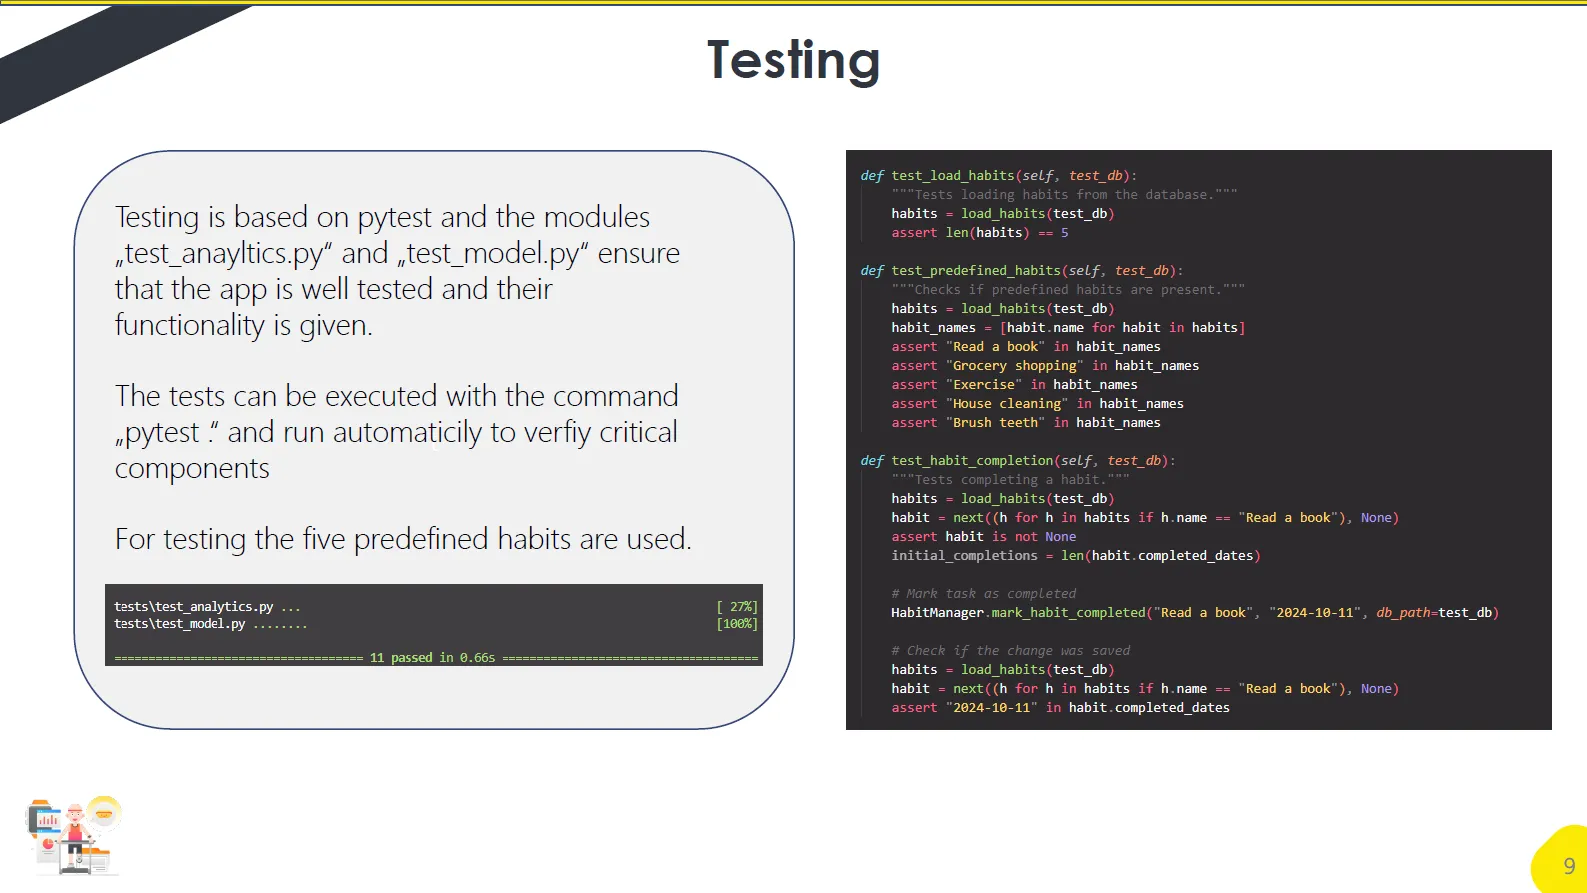 Testing
Testing is based on pytest and the modules
„test_anayltics.py“ and „test_model.py“ ensure
that the app is well tested and their
functionality is given.
The tests can be executed with the command
„pytest .“ and run automaticily to verfiy critical
components
For testing the five predefined habits are used.
tests\test_analytics.py ... [ 27%]
tests\test_model.py ........ [100%]
==================================== 11 passed in 0.66s =====================================
def test_load_habits(self, test_db):
"""Tests loading habits from the database."""
habits = load_habits(test_db)
assert len(habits) == 5
def test_predefined_habits(self, test_db):
"""Checks if predefined habits are present."""
habits = load_habits(test_db)
habit_names = [habit.name for habit in habits]
assert "Read a book" in habit_names
assert "Grocery shopping" in habit_names
assert "Exercise" in habit_names
assert "House cleaning" in habit_names
assert "Brush teeth" in habit_names
def test_habit_completion(self, test_db):
"""Tests completing a habit."""
habits = load_habits(test_db)
habit = next((h for h in habits if h.name == "Read a book"), None)
assert habit is not None
initial_completions = len(habit.completed_dates)
# Mark task as completed
HabitManager.mark_habit_completed("Read a book", "2024-10-11", db_path=test_db)
# Check if the change was saved
habits = load_habits(test_db)
habit = next((h for h in habits if h.name == "Read a book"), None)
assert "2024-10-11" in habit.completed_dates
9